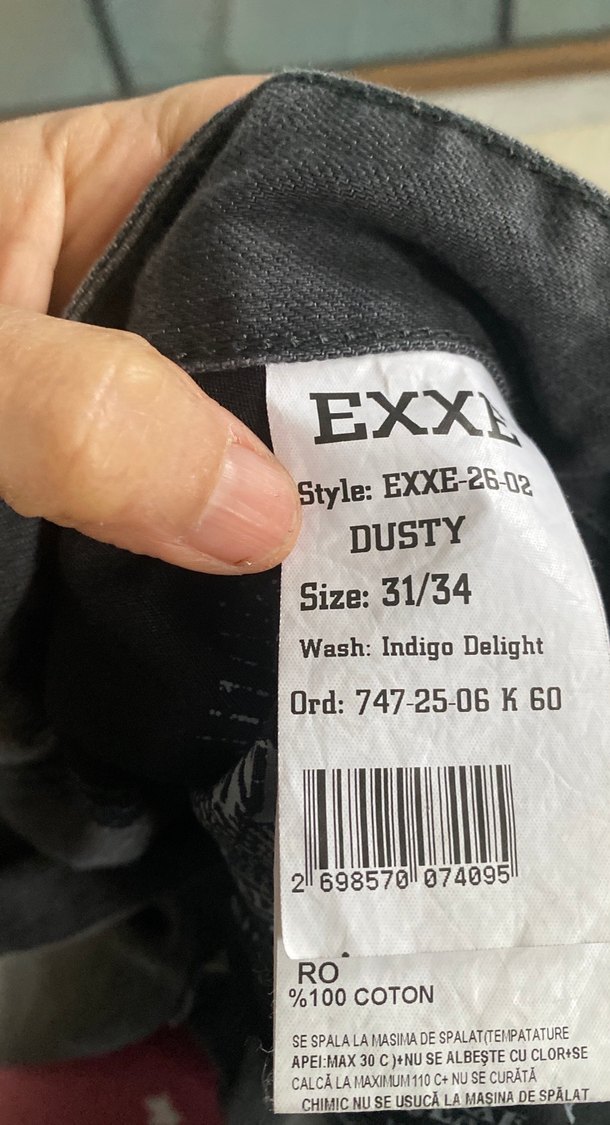 EXXE
Style: EXXE-26-02
DUSTY
Size: 31/34
Wash: Indigo Delight
Ord: 747-25-06 K 60
2 698570 074095
RO
%100 COTON
SE SPALA LA MASIMA DE SPALAT(TEMPATATURE
APEI:MAX 30 C )+NU SE ALBEŞTE CU CLOR+SE
CALCĂ LA MAXIMUM 110 C+ NU SE CURĂTĂ
CHIMIC NU SE USUCĂ LA MAŞINA DE SPĂLAT